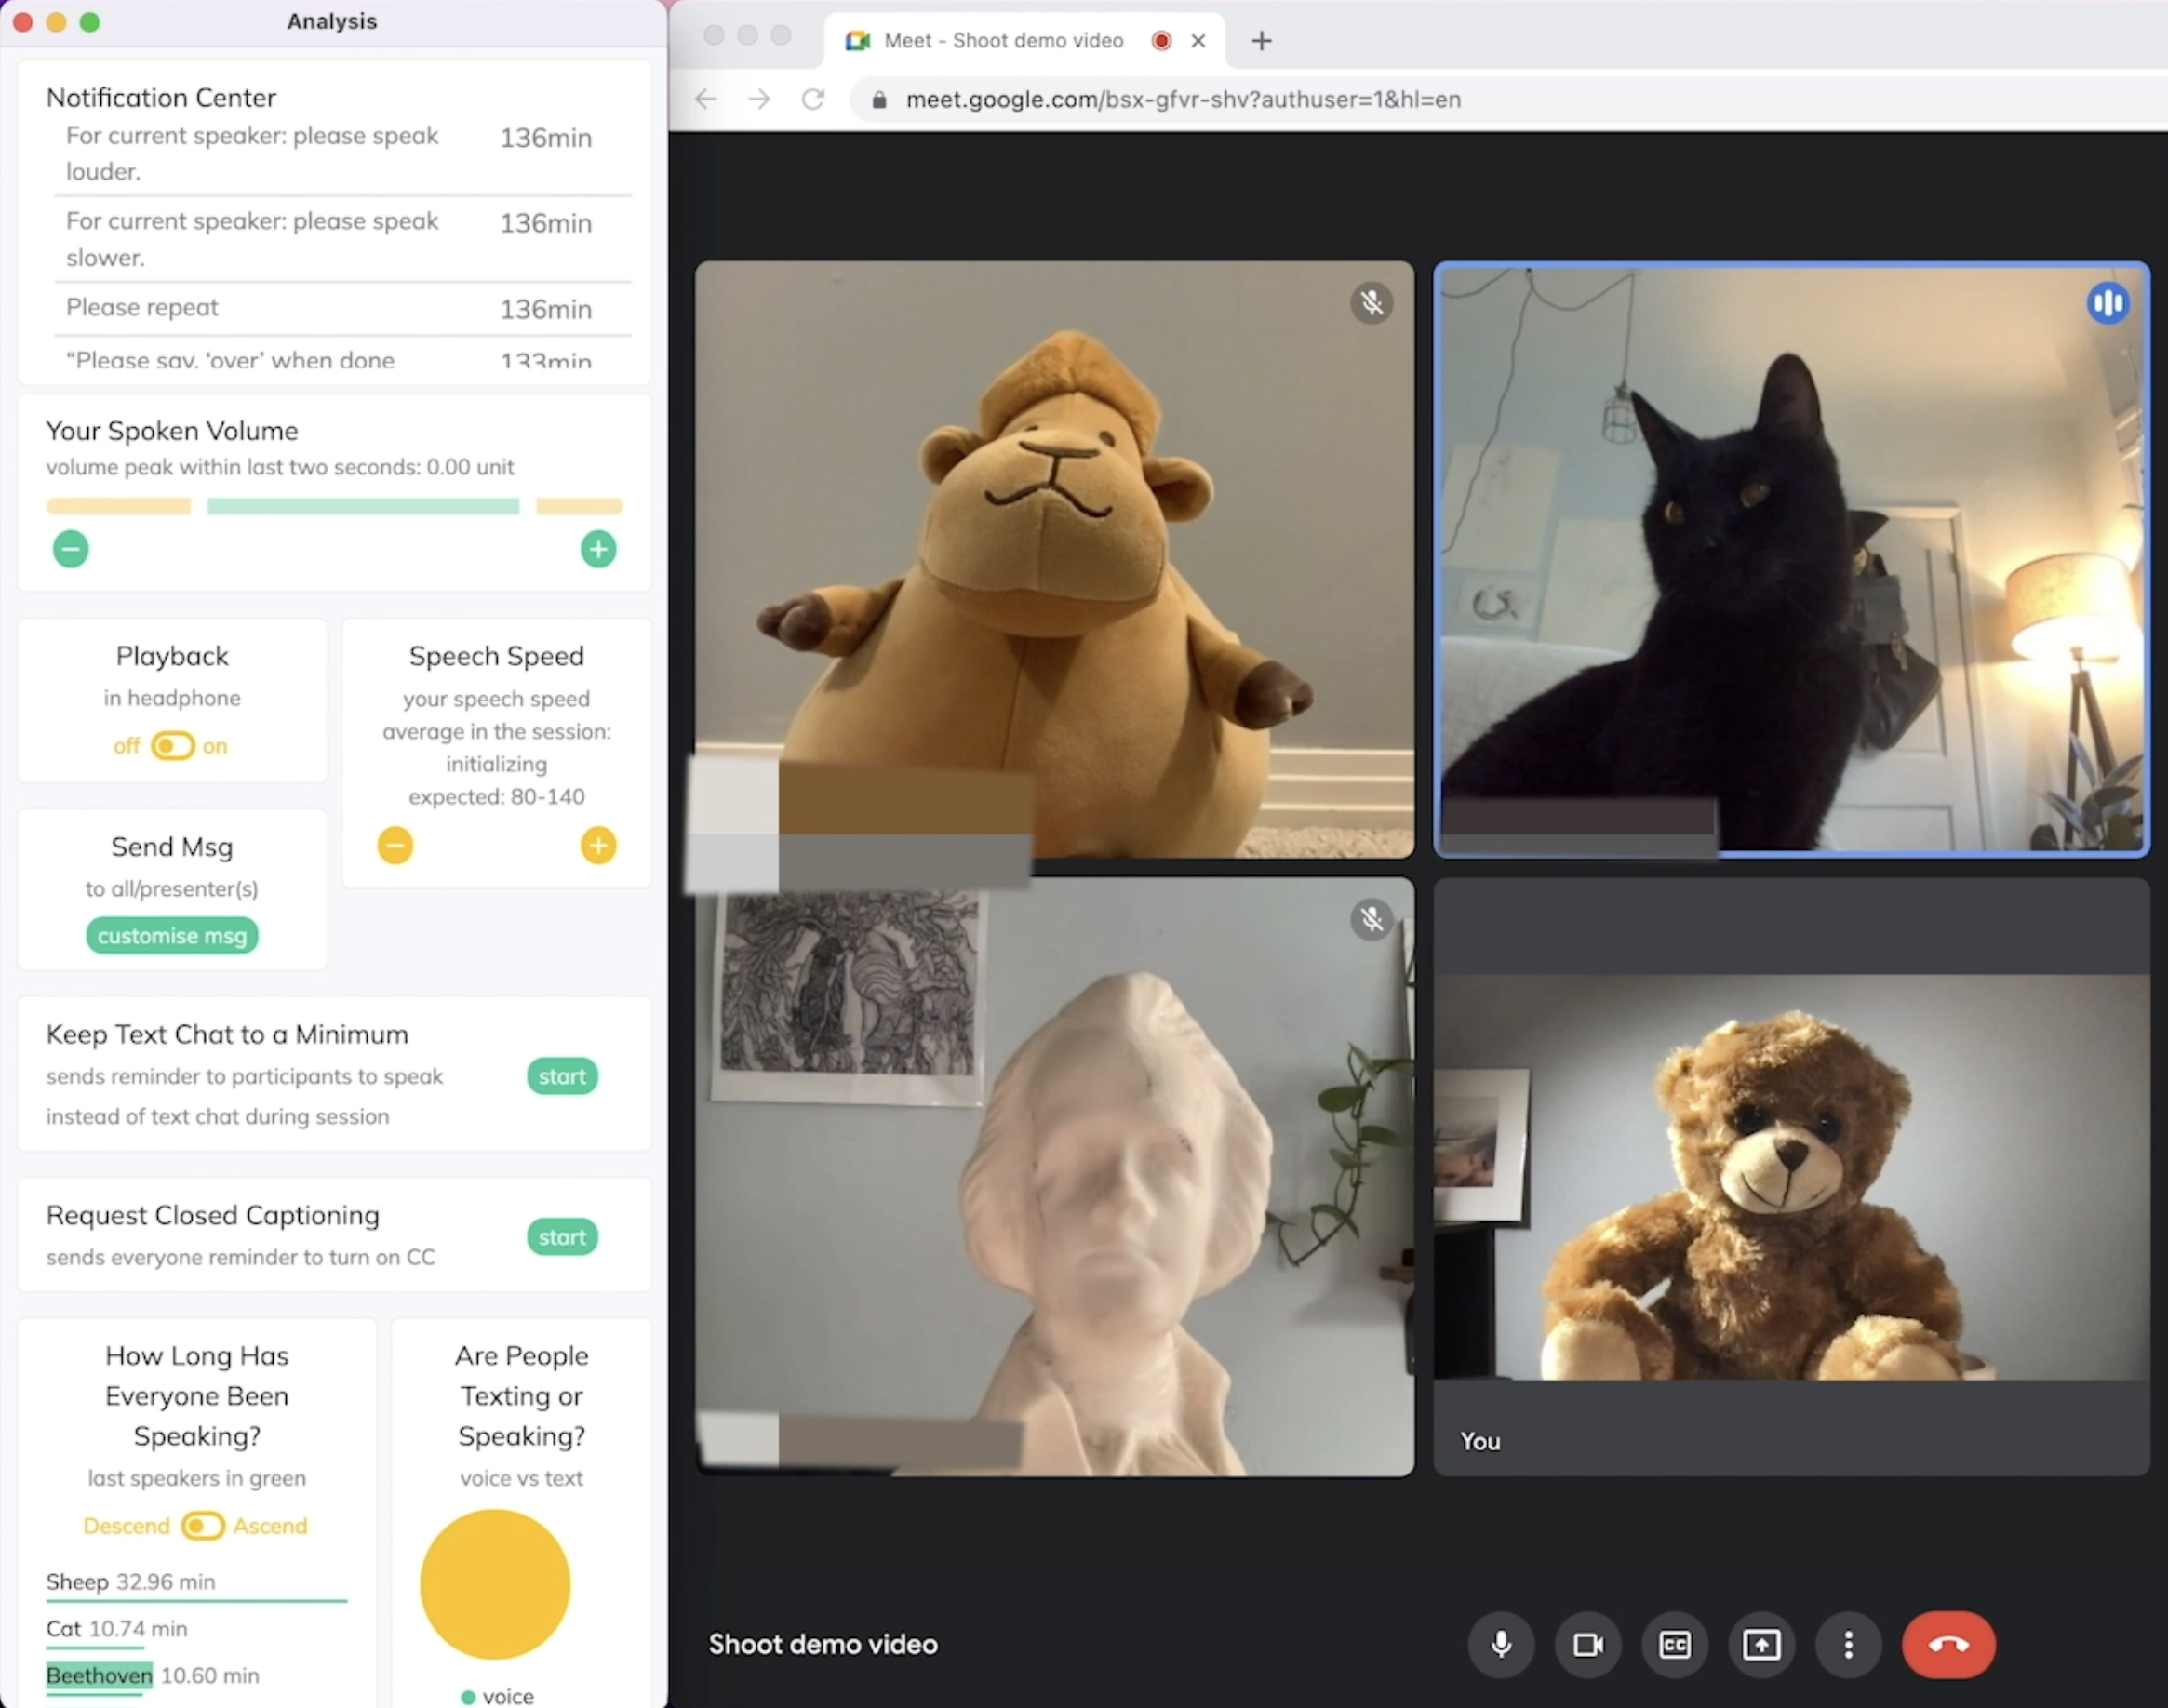 Analysis
Notification Center
For current speaker: please speak 136min
louder.
For current speaker: please speak 136min
slower.
Please repeat 136min
“Please say, ‘over’ when done 133min
Your Spoken Volume
volume peak within last two seconds: 0.00 unit
Playback
in headphone
off on
Speech Speed
your speech speed
average in the session:
initializing
expected: 80-140
Send Msg
to all/presenter(s)
customise msg
Keep Text Chat to a Minimum
sends reminder to participants to speak
instead of text chat during session
start
Request Closed Captioning
sends everyone reminder to turn on CC
start
How Long Has
Everyone Been
Speaking?
last speakers in green
Descend Ascend
Sheep 32.96 min
Cat 10.74 min
Beethoven 10.60 min
Are People
Texting or
Speaking?
voice vs text
voice
Meet - Shoot demo video
meet.google.com/bsx-gfvr-shv?authuser=1&hl=en
You
Shoot demo video
CC